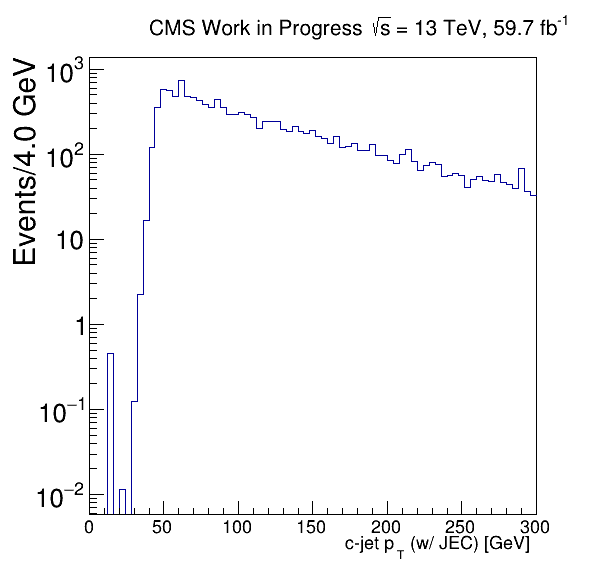 CMS Work in Progress √s = 13 TeV, 59.7 fb⁻¹
Events/4.0 GeV
10³
10²
10
1
10⁻¹
10⁻²
0 50 100 150 200 250 300
c-jet p_T (w/ JEC) [GeV]